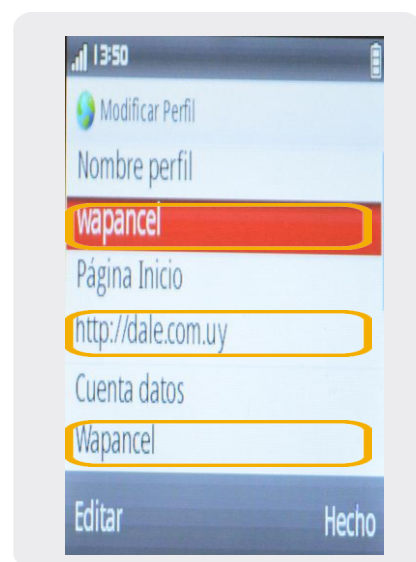 13:50
Modificar Perfil
Nombre perfil
wapancel
Página Inicio
http://dale.com.uy
Cuenta datos
Wapancel
Editar Hecho